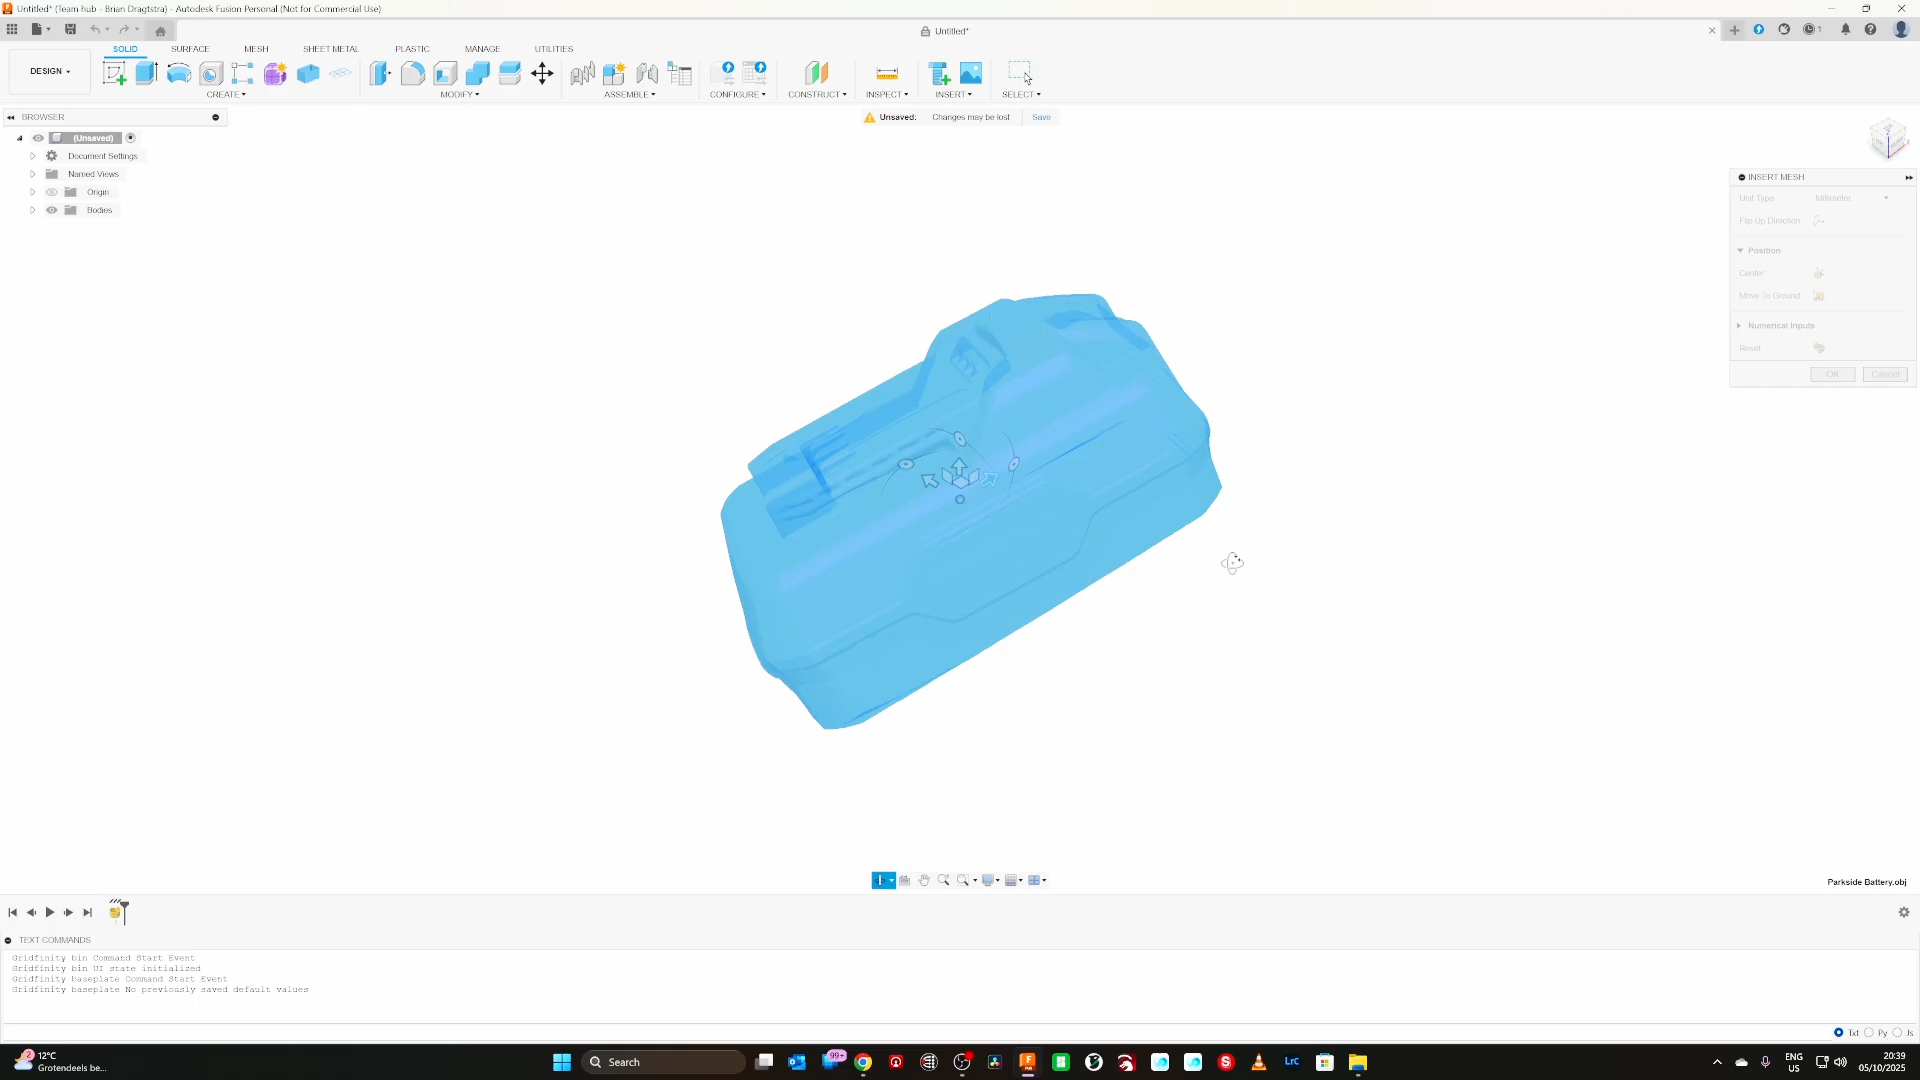 Untitled* (Team hub - Brian Dragtstra) - Autodesk Fusion Personal (Not for Commercial Use)
Untitled*
1
DESIGN
SOLID
SURFACE
MESH
SHEET METAL
PLASTIC
MANAGE
UTILITIES
CREATE
MODIFY
ASSEMBLE
CONFIGURE
CONSTRUCT
INSPECT
INSERT
SELECT
BROWSER
Unsaved: Changes may be lost Save
(Unsaved)
Document Settings
Named Views
Origin
Bodies
INSERT MESH
Unit Type Millimeter
Flip Up Direction
Position
Center
Move To Ground
Numerical Inputs
Reset
OK Cancel
Parkside Battery.obj
TEXT COMMANDS
Gridfinity bin Command Start Event
Gridfinity bin UI state initialized
Gridfinity baseplate Command Start Event
Gridfinity baseplate No previously saved default values
Txt Py Js
2
12°C
Grotendeels be...
Search
99+
LrC
ENG
US
20:39
05/10/2025